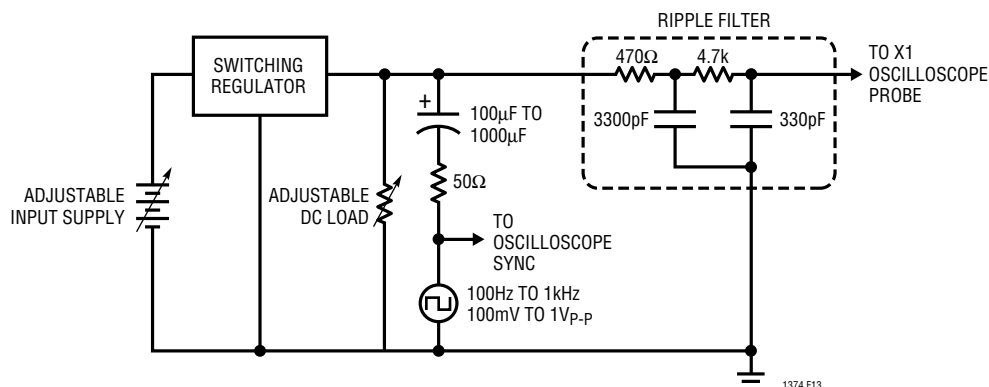 RIPPLE FILTER
SWITCHING
REGULATOR
470Ω
4.7k
TO X1
OSCILLOSCOPE
PROBE
+
100µF TO
1000µF
3300pF
330pF
ADJUSTABLE
INPUT SUPPLY
ADJUSTABLE
DC LOAD
50Ω
TO
OSCILLOSCOPE
SYNC
100Hz TO 1kHz
100mV TO 1VP-P
1374 F13